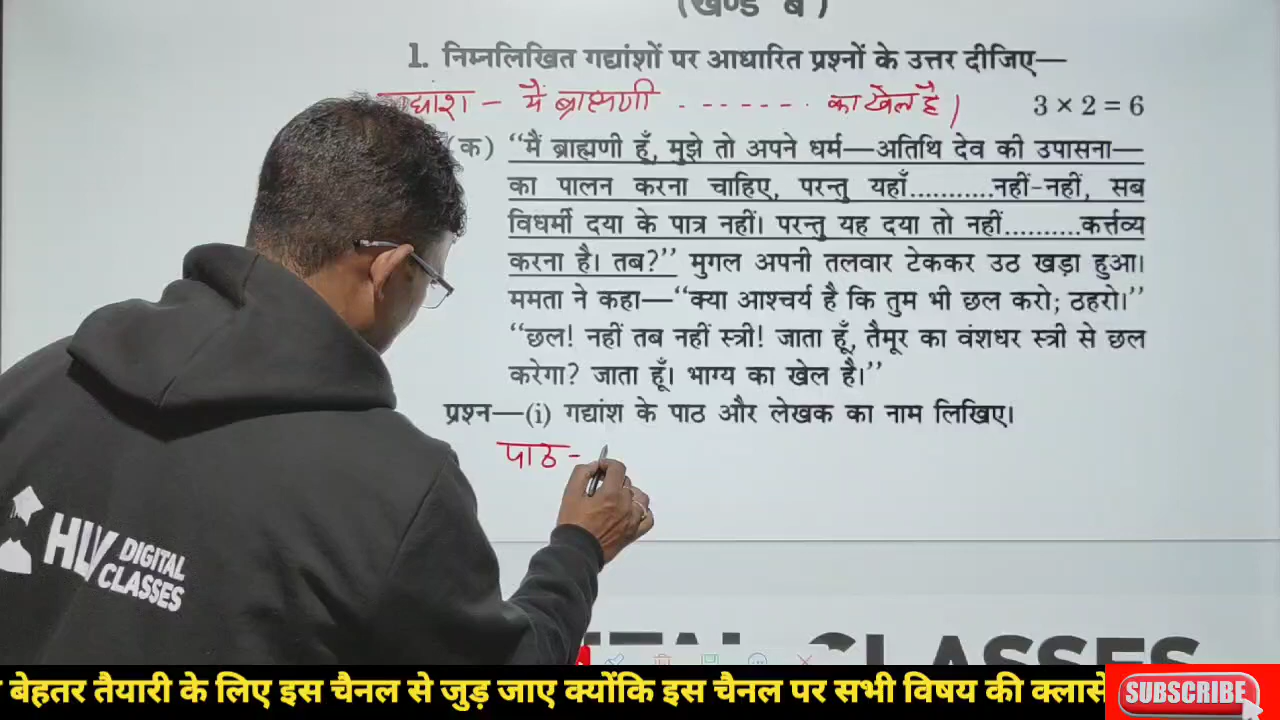 (खण्ड 'ब')
1. निम्नलिखित गद्यांशों पर आधारित प्रश्नों के उत्तर दीजिए—
– मैं ब्राह्मणी - - - - - - - का खेल है।
3 × 2 = 6
(क) “मैं ब्राह्मणी हूँ, मुझे तो अपने धर्म—अतिथि देव की उपासना—
का पालन करना चाहिए, परन्तु यहाँ...........नहीं-नहीं, सब
विधर्मी दया के पात्र नहीं। परन्तु यह दया तो नहीं..........कर्त्तव्य
करना है। तब?” मुगल अपनी तलवार टेककर उठ खड़ा हुआ।
ममता ने कहा—“क्या आश्चर्य है कि तुम भी छल करो; ठहरो।”
“छल! नहीं तब नहीं स्त्री! जाता हूँ, तैमूर का वंशधर स्त्री से छल
करेगा? जाता हूँ। भाग्य का खेल है।”
प्रश्न—(i) गद्यांश के पाठ और लेखक का नाम लिखिए।
पाठ -
HLV DIGITAL
CLASSES
CLASSES
बेहतर तैयारी के लिए इस चैनल से जुड़ जाए क्योंकि इस चैनल पर सभी विषय की
SUBSCRIBE